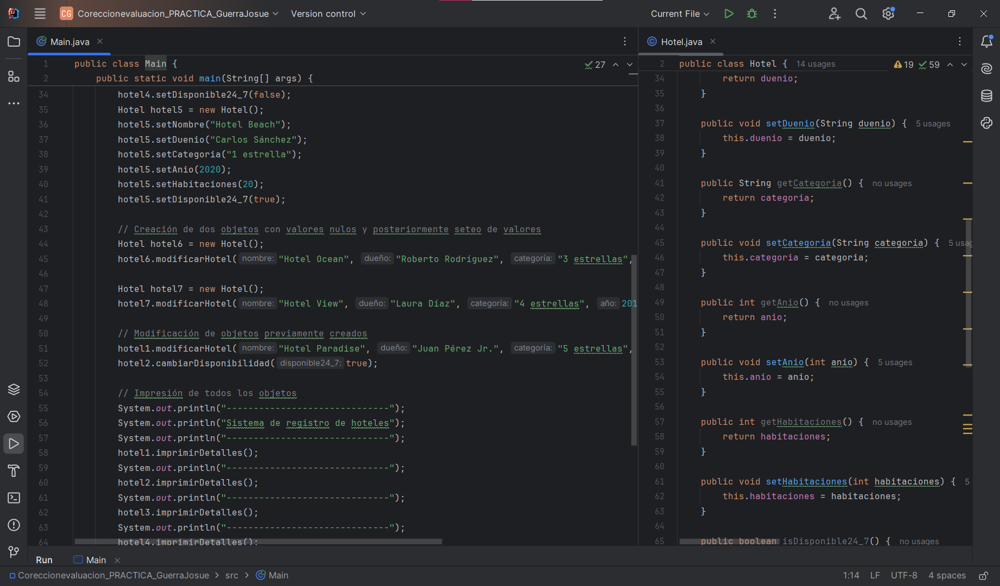 CG Coreccionevaluacion_PRACTICA_GuerraJosue Version control Current File
Main.java
1 public class Main { 27
2 public static void main(String[] args) {
34 hotel4.setDisponible24_7(false);
35 Hotel hotel5 = new Hotel();
36 hotel5.setNombre("Hotel Beach");
37 hotel5.setDuenio("Carlos Sánchez");
38 hotel5.setCategoria("1 estrella");
39 hotel5.setAnio(2020);
40 hotel5.setHabitaciones(20);
41 hotel5.setDisponible24_7(true);
42
43 // Creación de dos objetos con valores nulos y posteriormente seteo de valores
44 Hotel hotel6 = new Hotel();
45 hotel6.modificarHotel( nombre: "Hotel Ocean", dueño: "Roberto Rodríguez", categoría: "3 estrellas",
46
47 Hotel hotel7 = new Hotel();
48 hotel7.modificarHotel( nombre: "Hotel View", dueño: "Laura Díaz", categoría: "4 estrellas", año: 201
49
50 // Modificación de objetos previamente creados
51 hotel1.modificarHotel( nombre: "Hotel Paradise", dueño: "Juan Pérez Jr.", categoría: "5 estrellas",
52 hotel2.cambiarDisponibilidad( disponible24_7: true);
53
54 // Impresión de todos los objetos
55 System.out.println("------------------------------");
56 System.out.println("Sistema de registro de hoteles");
57 System.out.println("------------------------------");
58 hotel1.imprimirDetalles();
59 System.out.println("------------------------------");
60 hotel2.imprimirDetalles();
61 System.out.println("------------------------------");
62 hotel3.imprimirDetalles();
63 System.out.println("------------------------------");
64 hotel4.imprimirDetalles();
Hotel.java
2 public class Hotel { 14 usages 19 59
34 return duenio;
35 }
36
37 public void setDuenio(String duenio) { 5 usages
38 this.duenio = duenio;
39 }
40
41 public String getCategoria() { no usages
42 return categoria;
43 }
44
45 public void setCategoria(String categoria) { 5 usag
46 this.categoria = categoria;
47 }
48
49 public int getAnio() { no usages
50 return anio;
51 }
52
53 public void setAnio(int anio) { 5 usages
54 this.anio = anio;
55 }
56
57 public int getHabitaciones() { no usages
58 return habitaciones;
59 }
60
61 public void setHabitaciones(int habitaciones) { 5
62 this.habitaciones = habitaciones;
63 }
64
65 public boolean isDisponible24_7() { no usages
Run Main
Coreccionevaluacion_PRACTICA_GuerraJosue > src > Main 1:14 LF UTF-8 4 spaces